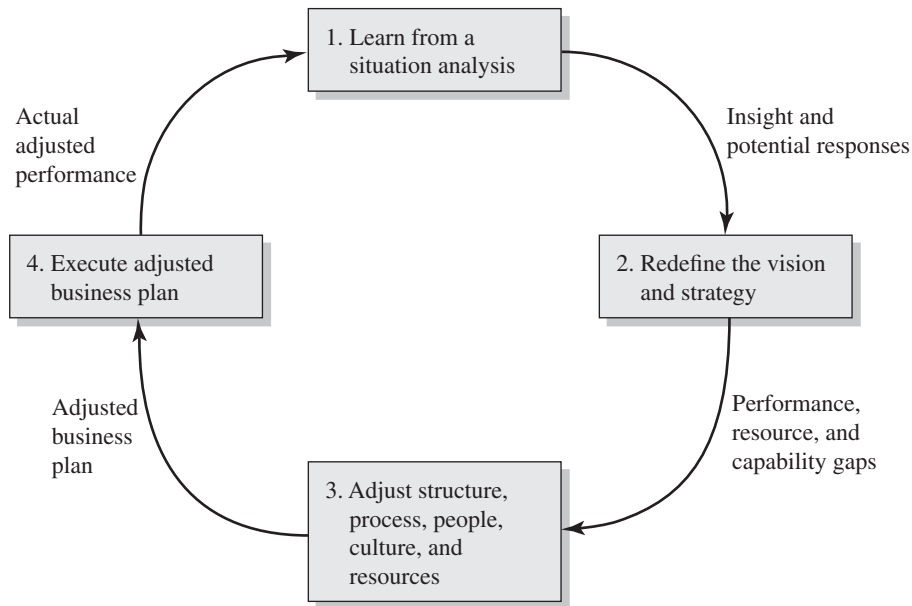 1. Learn from a
situation analysis
Insight and
potential responses
2. Redefine the vision
and strategy
Performance,
resource, and
capability gaps
3. Adjust structure,
process, people,
culture, and
resources
Adjusted
business
plan
4. Execute adjusted
business plan
Actual
adjusted
performance